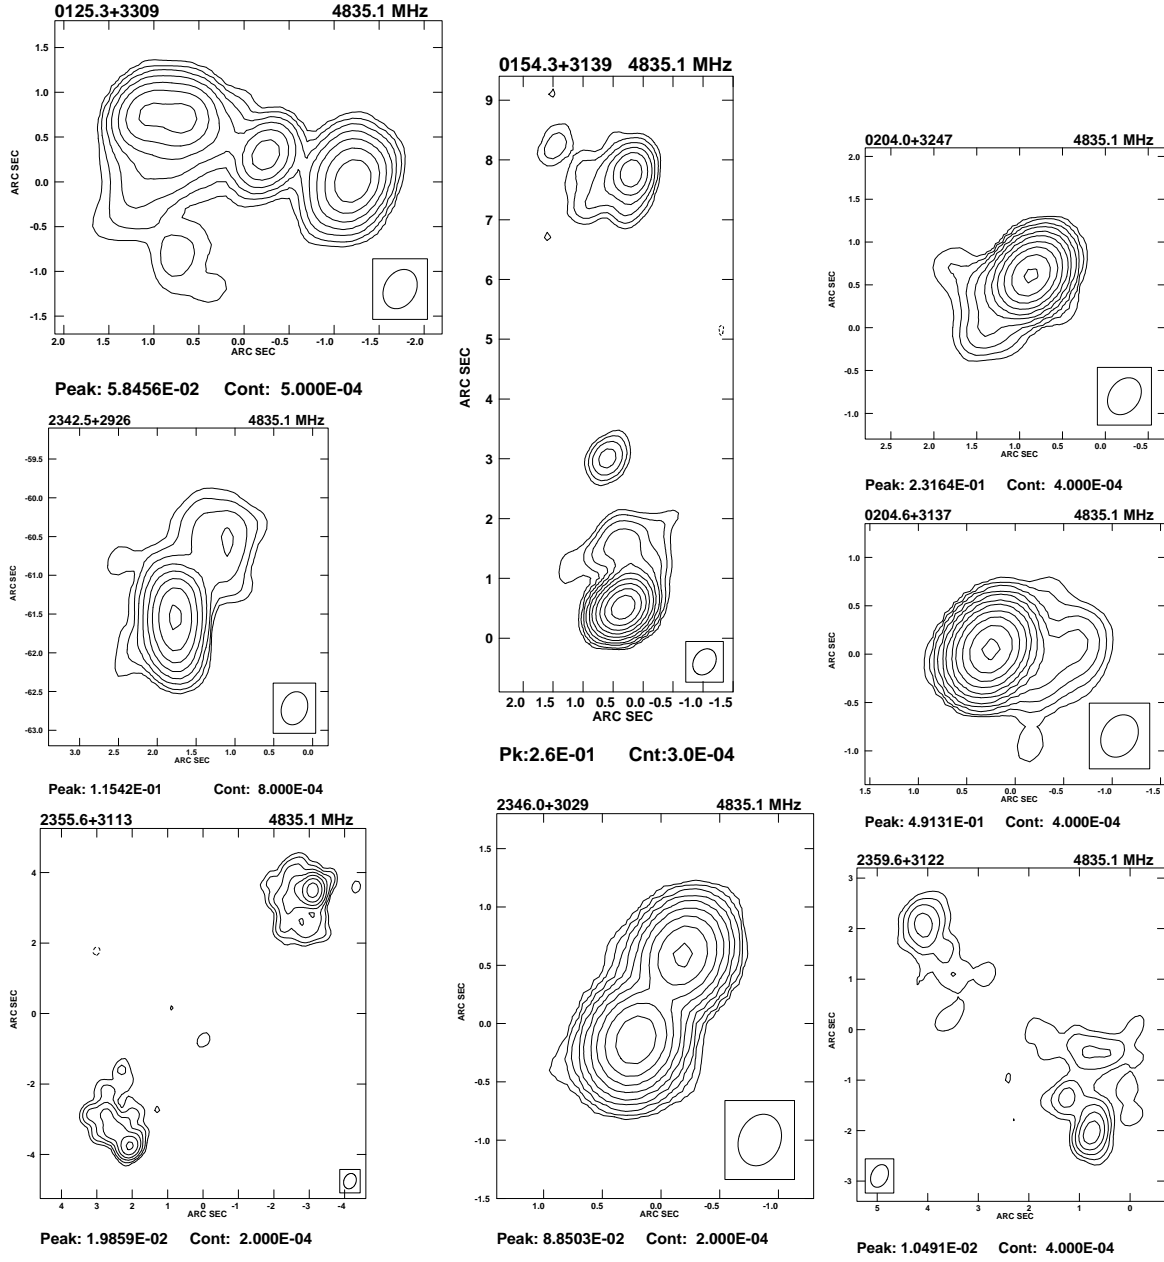 0125.3+3309 4835.1 MHz
1.5
1.0
0.5
0.0
-0.5
-1.0
-1.5
ARC SEC
2.0 1.5 1.0 0.5 0.0 -0.5 -1.0 -1.5 -2.0
ARC SEC
Peak: 5.8456E-02 Cont: 5.000E-04
0154.3+3139 4835.1 MHz
9
8
7
6
5
4
3
2
1
0
ARC SEC
2.0 1.5 1.0 0.5 0.0 -0.5 -1.0 -1.5
ARC SEC
Pk:2.6E-01 Cnt:3.0E-04
0204.0+3247 4835.1 MHz
2.0
1.5
1.0
0.5
0.0
-0.5
-1.0
ARC SEC
2.5 2.0 1.5 1.0 0.5 0.0 -0.5
ARC SEC
Peak: 2.3164E-01 Cont: 4.000E-04
2342.5+2926 4835.1 MHz
-59.5
-60.0
-60.5
-61.0
-61.5
-62.0
-62.5
-63.0
ARC SEC
3.0 2.5 2.0 1.5 1.0 0.5 0.0
ARC SEC
Peak: 1.1542E-01 Cont: 8.000E-04
0204.6+3137 4835.1 MHz
1.0
0.5
0.0
-0.5
-1.0
ARC SEC
1.5 1.0 0.5 0.0 -0.5 -1.0 -1.5
ARC SEC
Peak: 4.9131E-01 Cont: 4.000E-04
2355.6+3113 4835.1 MHz
4
2
0
-2
-4
ARC SEC
4 3 2 1 0 -1 -2 -3 -4
ARC SEC
Peak: 1.9859E-02 Cont: 2.000E-04
2346.0+3029 4835.1 MHz
1.5
1.0
0.5
0.0
-0.5
-1.0
-1.5
ARC SEC
1.0 0.5 0.0 -0.5 -1.0
ARC SEC
Peak: 8.8503E-02 Cont: 2.000E-04
2359.6+3122 4835.1 MHz
3
2
1
0
-1
-2
-3
ARC SEC
5 4 3 2 1 0
ARC SEC
Peak: 1.0491E-02 Cont: 4.000E-04